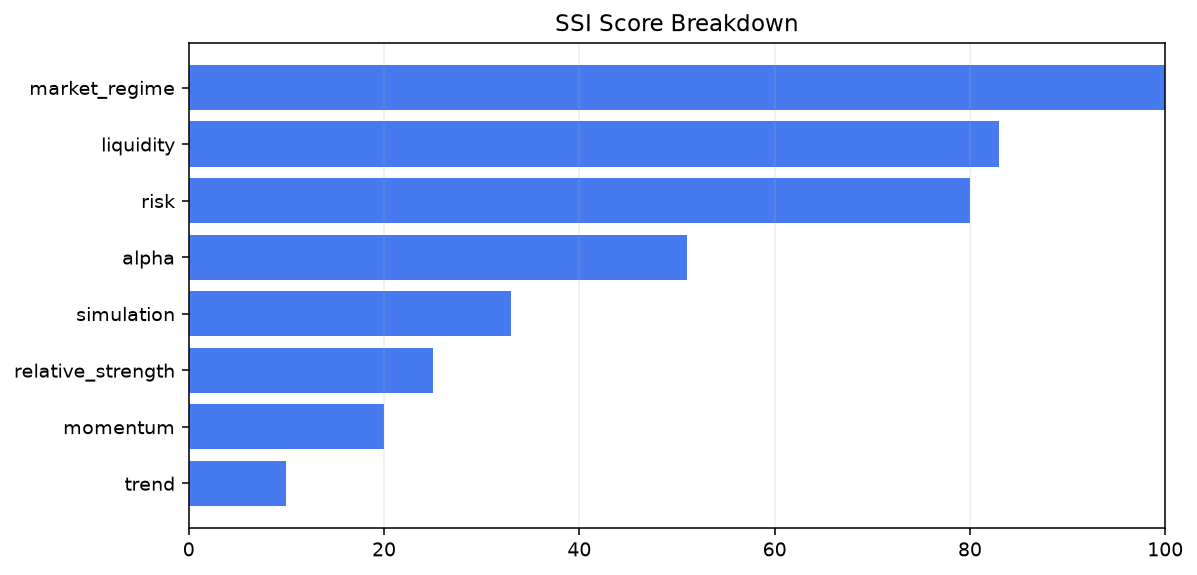 SSI Score Breakdown
market_regime
liquidity
risk
alpha
simulation
relative_strength
momentum
trend
0 20 40 60 80 100